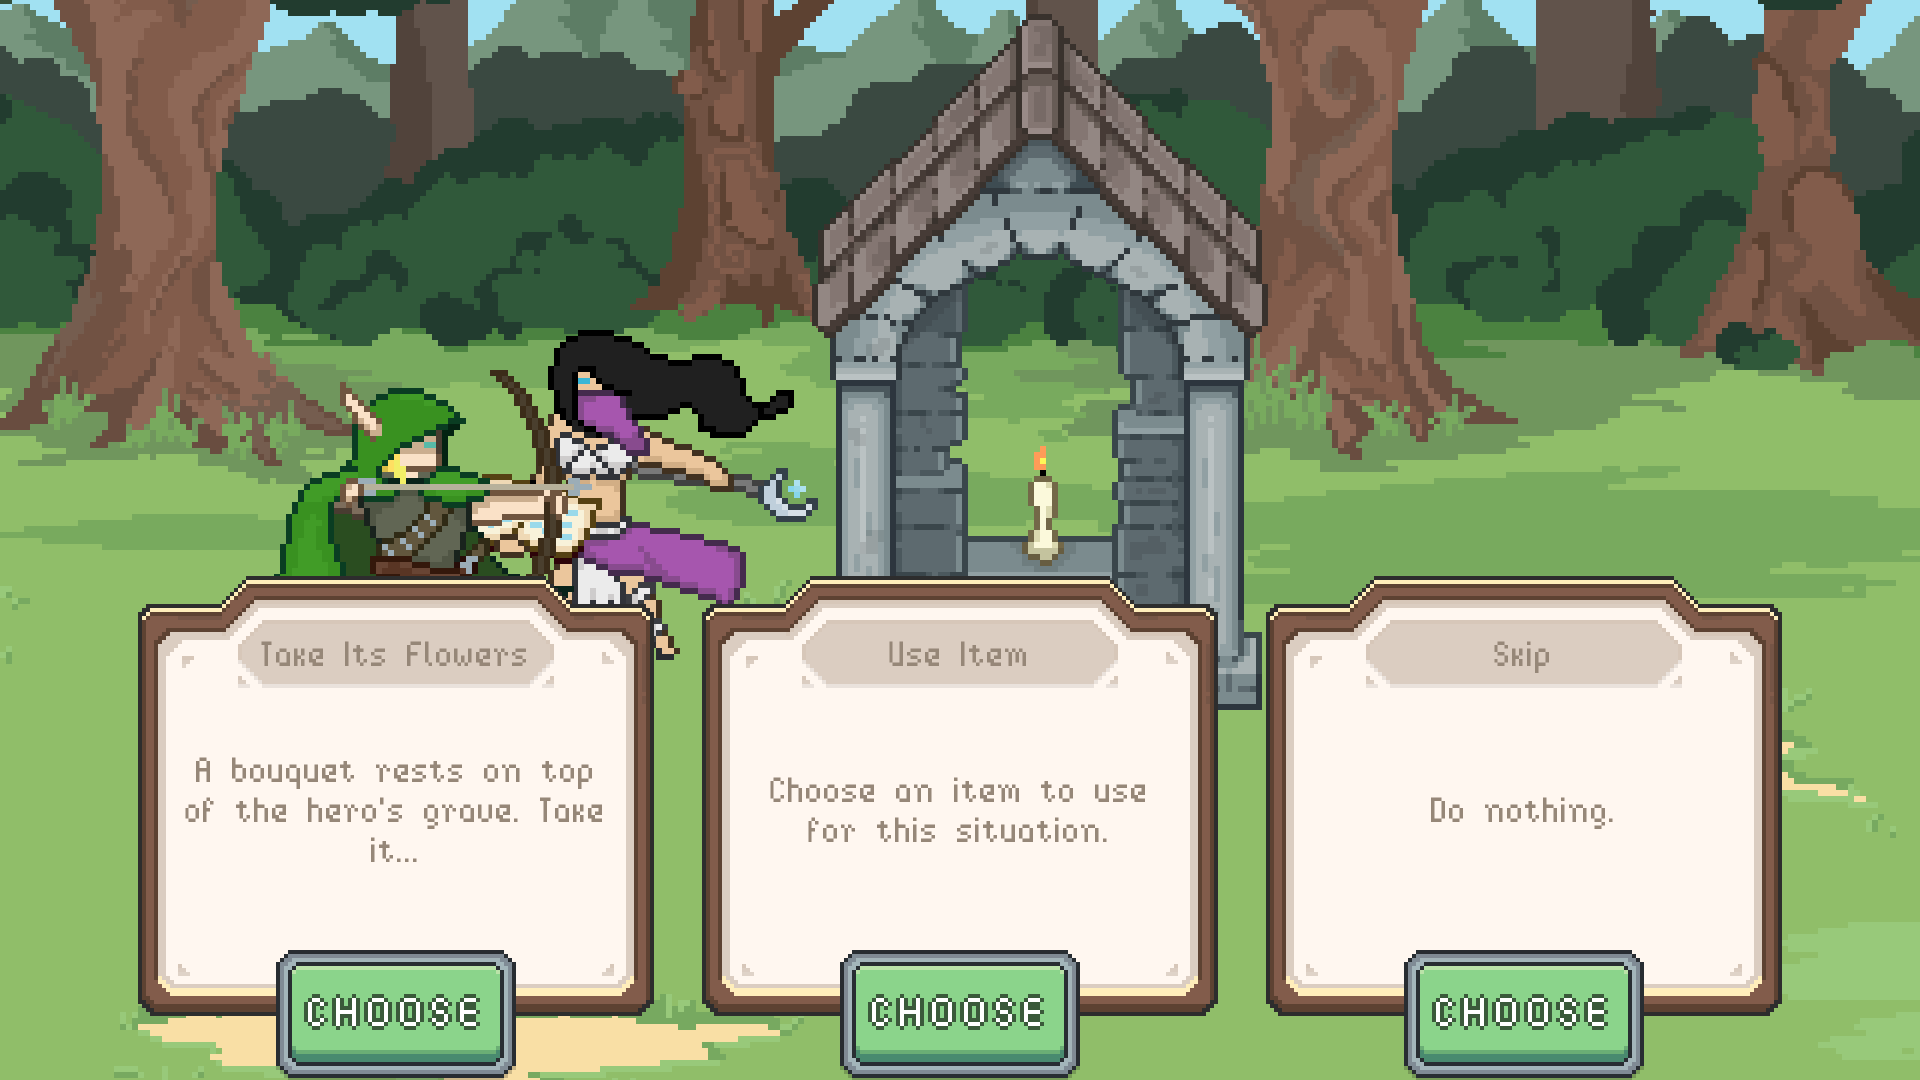 Take Its Flowers
A bouquet rests on top
of the hero's grave. Take
it...
CHOOSE
Use Item
Choose an item to use
for this situation.
CHOOSE
Skip
Do nothing.
CHOOSE